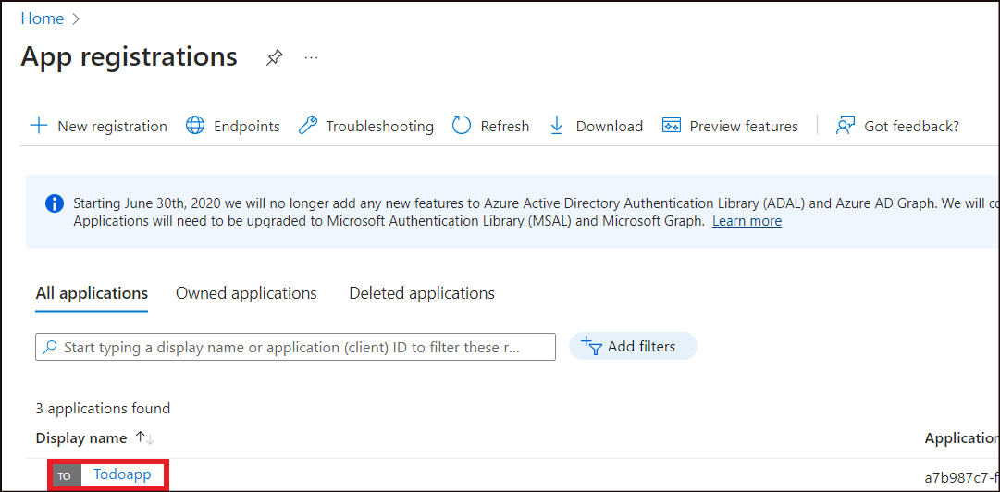 Home
App registrations
New registration Endpoints Troubleshooting Refresh Download Preview features Got feedback?
Starting June 30th, 2020 we will no longer add any new features to Azure Active Directory Authentication Library (ADAL) and Azure AD Graph. We will
Applications will need to be upgraded to Microsoft Authentication Library (MSAL) and Microsoft Graph. Learn more
All applications Owned applications Deleted applications
Start typing a display name or application (client) ID to filter these r...
Add filters
3 applications found
Display name Application
TO Todoapp a7b987c7-f